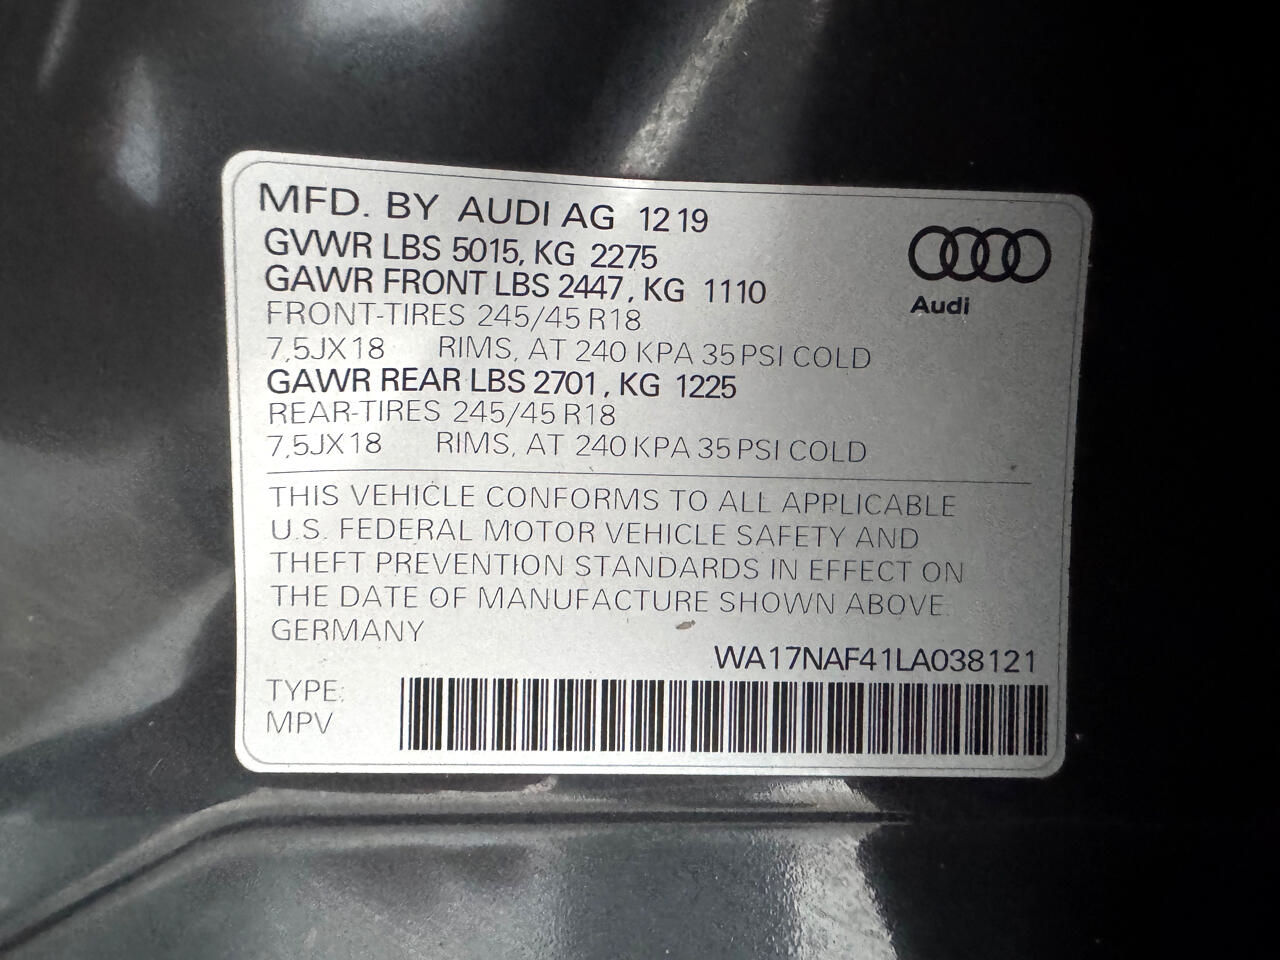 MFD. BY AUDI AG 12 19
GVWR LBS 5015, KG 2275
GAWR FRONT LBS 2447, KG 1110
FRONT-TIRES 245/45 R18
7,5JX18 RIMS, AT 240 KPA 35 PSI COLD
GAWR REAR LBS 2701, KG 1225
REAR-TIRES 245/45 R18
7,5JX18 RIMS, AT 240 KPA 35 PSI COLD
Audi
THIS VEHICLE CONFORMS TO ALL APPLICABLE
U.S. FEDERAL MOTOR VEHICLE SAFETY AND
THEFT PREVENTION STANDARDS IN EFFECT ON
THE DATE OF MANUFACTURE SHOWN ABOVE.
GERMANY
WA17NAF41LA038121
TYPE:
MPV